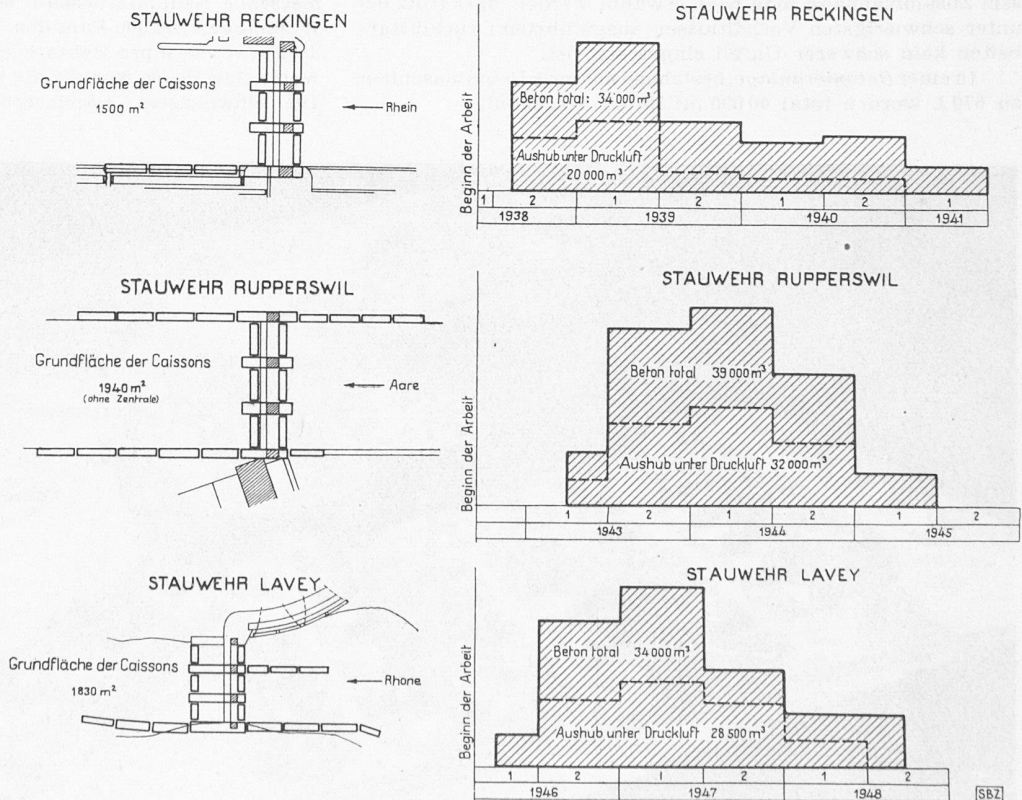 STAUWEHR RECKINGEN
Grundfläche der Caissons
1500 m²
Rhein
STAUWEHR RECKINGEN
Beginn der Arbeit
Beton total: 34'000 m³
Aushub unter Druckluft
20 000 m³
1 2 1 2 1 2 1
1938 1939 1940 1941
STAUWEHR RUPPERSWIL
Grundfläche der Caissons
1940 m²
(ohne Zentrale)
Aare
STAUWEHR RUPPERSWIL
Beginn der Arbeit
Beton total 39 000 m³
Aushub unter Druckluft 32 000 m³
1 2 1 2 1 2
1943 1944 1945
STAUWEHR LAVEY
Grundfläche der Caissons
1830 m²
Rhone
STAUWEHR LAVEY
Beginn der Arbeit
Beton total 34 000 m³
Aushub unter Druckluft 28 500 m³
1 2 1 2 1 2
1946 1947 1948
SBZ